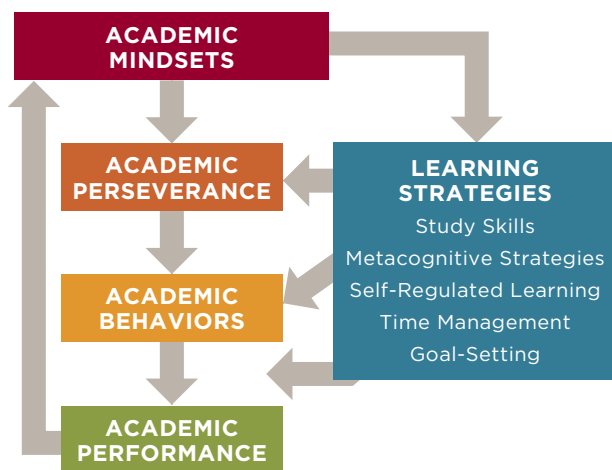 ACADEMIC
MINDSETS
ACADEMIC
PERSEVERANCE
LEARNING
STRATEGIES
Study Skills
Metacognitive Strategies
Self-Regulated Learning
Time Management
Goal-Setting
ACADEMIC
BEHAVIORS
ACADEMIC
PERFORMANCE